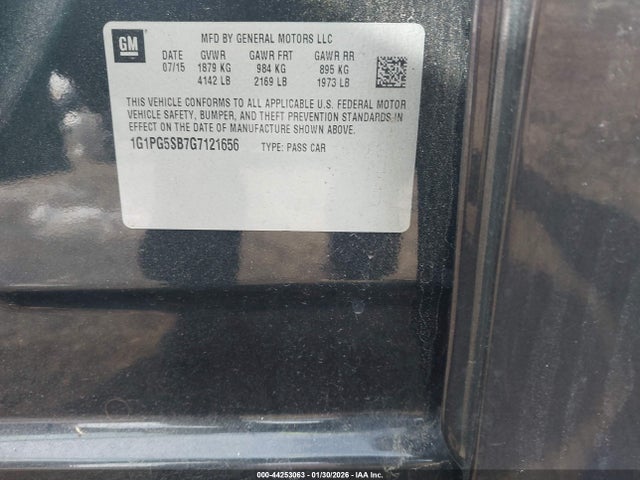 GM
MFD BY GENERAL MOTORS LLC
DATE GVWR GAWR FRT GAWR RR
07/15 1879 KG 984 KG 895 KG
4142 LB 2169 LB 1973 LB
THIS VEHICLE CONFORMS TO ALL APPLICABLE U.S. FEDERAL MOTOR
VEHICLE SAFETY, BUMPER, AND THEFT PREVENTION STANDARDS IN
EFFECT ON THE DATE OF MANUFACTURE SHOWN ABOVE.
1G1PG5SB7G7121656 TYPE: PASS CAR
000-44253063 - 01/30/2026 - IAA Inc.